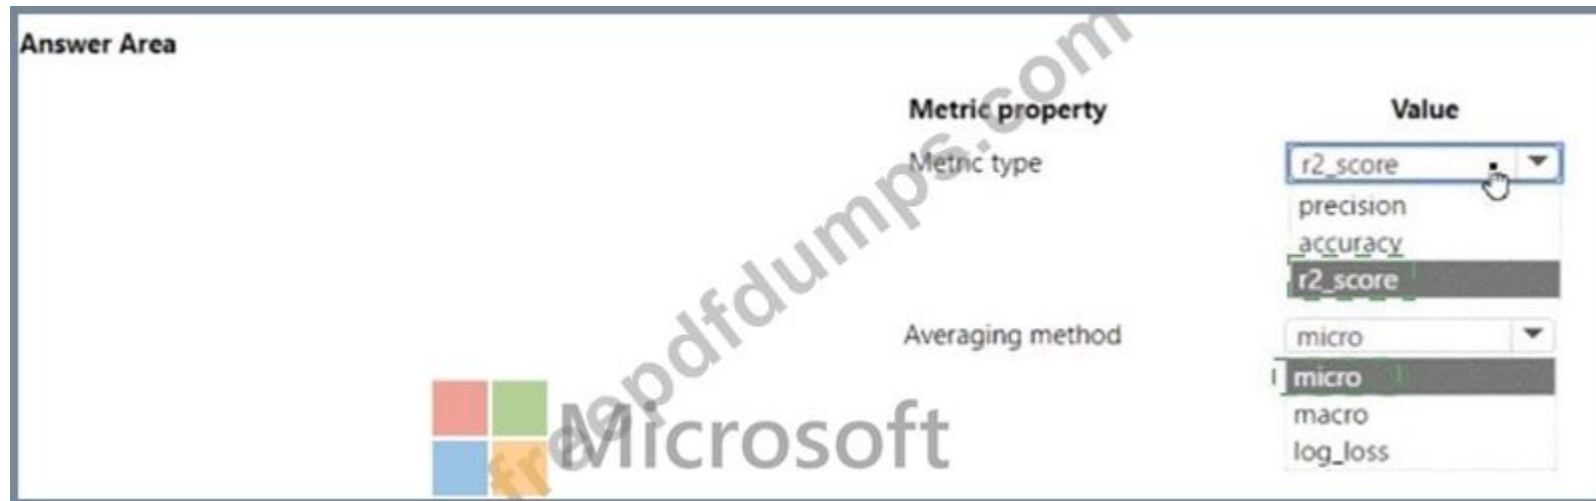 Answer Area
Metric property Value
Metric type r2_score
precision
accuracy
r2_score
Averaging method micro
micro
macro
log_loss
Microsoft
freepdfdumps.com